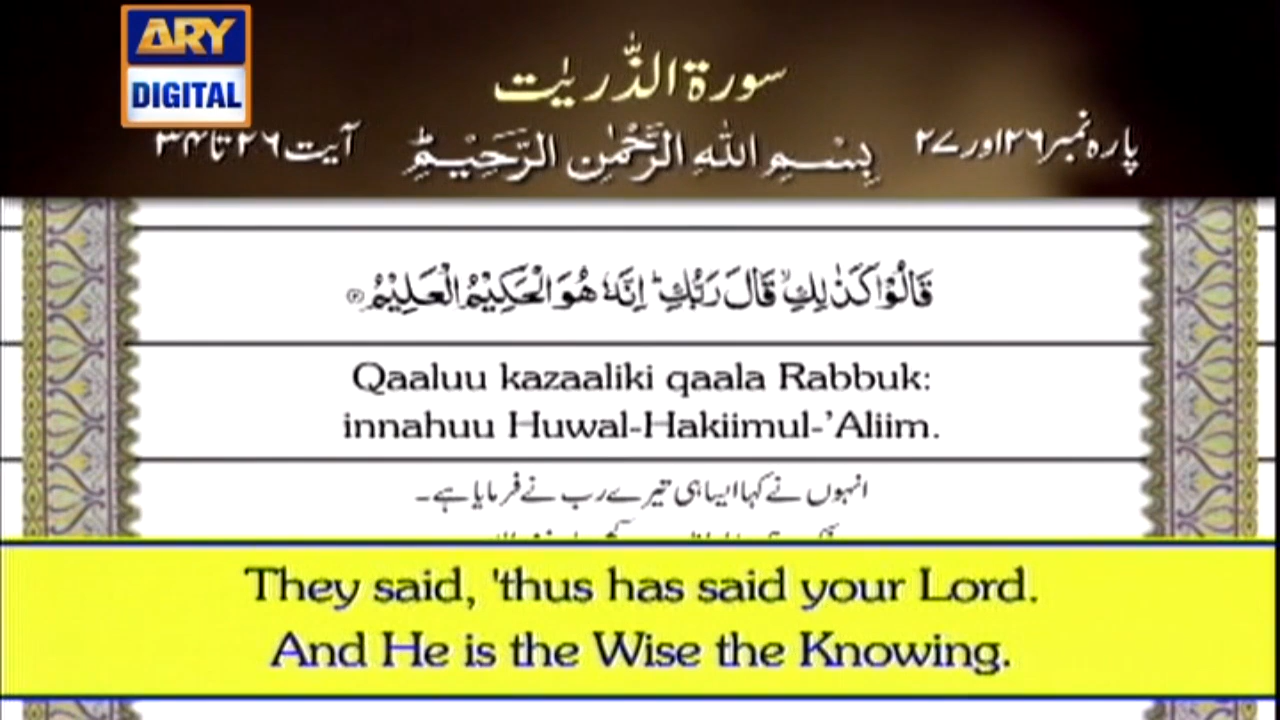 ARY
DIGITAL
سورۃ الذّریٰت
پارہ نمبر ۲۶ اور ۲۷
بِسْمِ اللهِ الرَّحْمٰنِ الرَّحِيْمِ
آیت ۲۶ تا ۳۴
قَالُوْا كَذٰلِكِ ۙ قَالَ رَبُّكِ ؕ اِنَّهٗ هُوَ الْحَكِيْمُ الْعَلِيْمُ
Qaaluu kazaaliki qaala Rabbuk:
innahuu Huwal-Hakiimul-'Aliim.
انہوں نے کہا ایسا ہی تیرے رب نے فرمایا ہے۔
They said, 'thus has said your Lord.
And He is the Wise the Knowing.